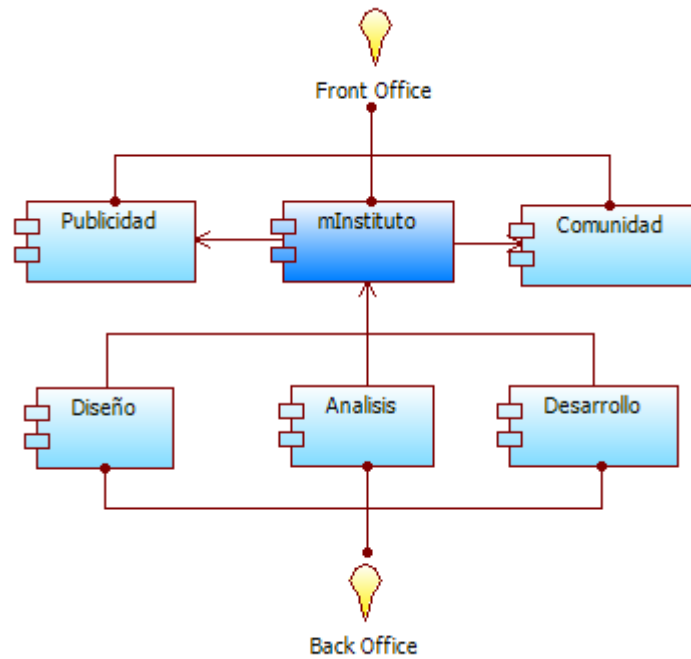 Front Office
Publicidad
mInstituto
Comunidad
Diseño
Analisis
Desarrollo
Back Office